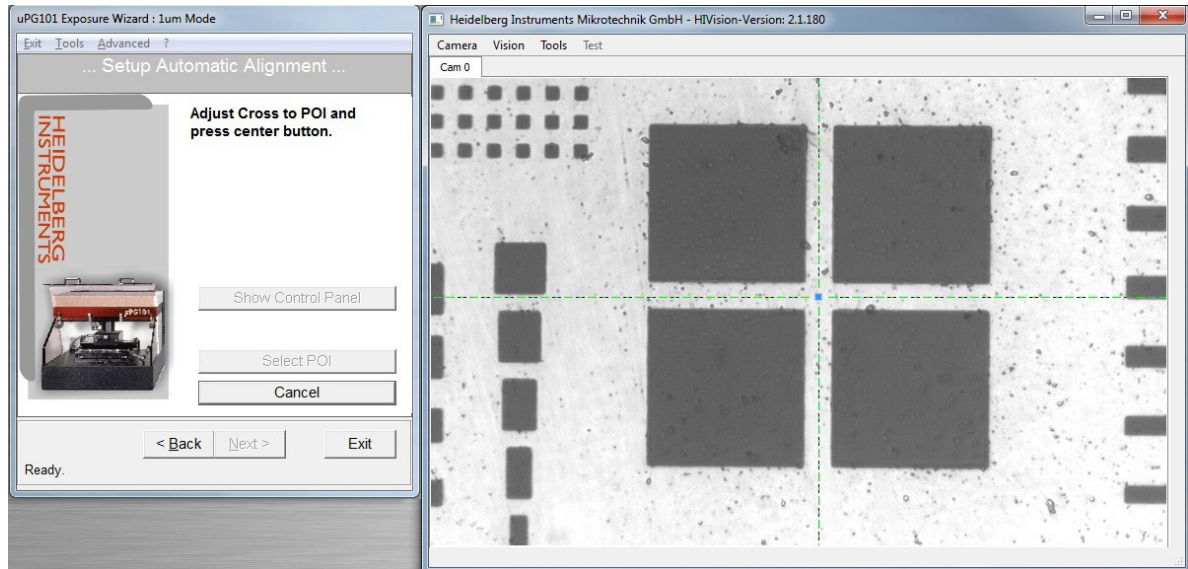 uPG101 Exposure Wizard : 1um Mode
Exit Tools Advanced ?
... Setup Automatic Alignment ...
HEIDELBERG
INSTRUMENTS
Adjust Cross to POI and
press center button.
µPG101
Show Control Panel
Select POI
Cancel
< Back Next > Exit
Ready.
Heidelberg Instruments Mikrotechnik GmbH - HIVision-Version: 2.1.180
Camera Vision Tools Test
Cam 0